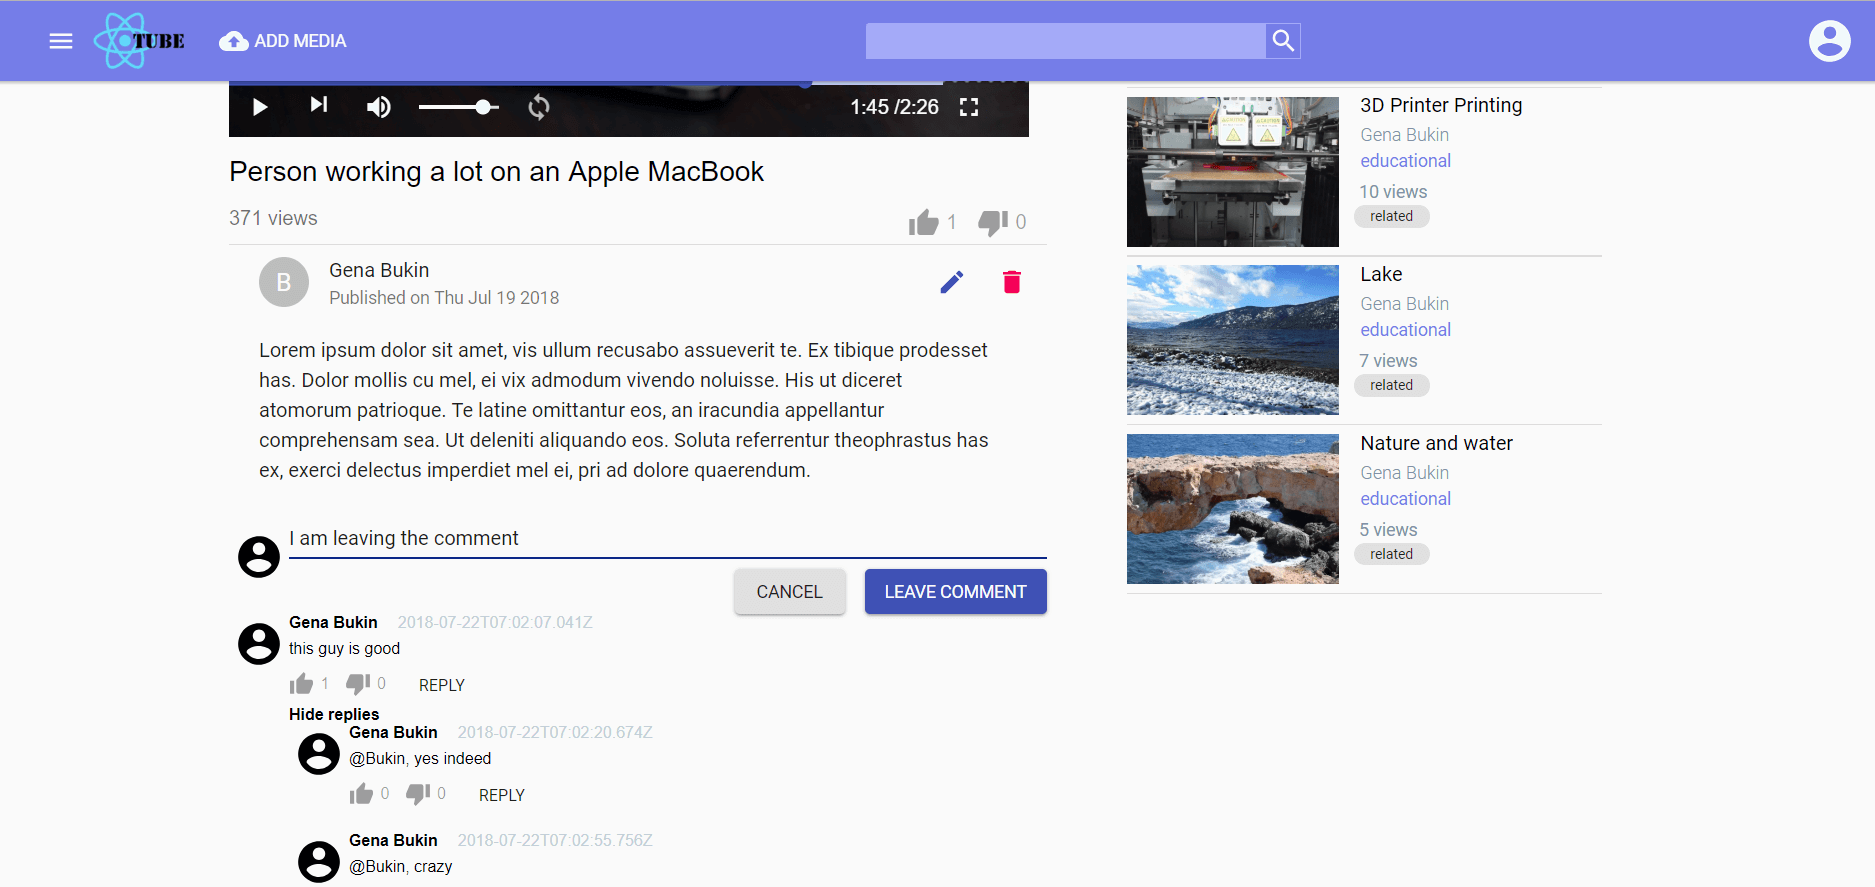 TUBE
ADD MEDIA
1:45 /2:26
Person working a lot on an Apple MacBook
371 views
1
0
B
Gena Bukin
Published on Thu Jul 19 2018
Lorem ipsum dolor sit amet, vis ullum recusabo assueverit te. Ex tibique prodesset
has. Dolor mollis cu mel, ei vix admodum vivendo noluisse. His ut diceret
atomorum patrioque. Te latine omittantur eos, an iracundia appellantur
comprehensam sea. Ut deleniti aliquando eos. Soluta referrentur theophrastus has
ex, exerci delectus imperdiet mel ei, pri ad dolore quaerendum.
I am leaving the comment
CANCEL
LEAVE COMMENT
Gena Bukin 2018-07-22T07:02:07.041Z
this guy is good
1 0 REPLY
Hide replies
Gena Bukin 2018-07-22T07:02:20.674Z
@Bukin, yes indeed
0 0 REPLY
Gena Bukin 2018-07-22T07:02:55.756Z
@Bukin, crazy
3D Printer Printing
Gena Bukin
educational
10 views
related
Lake
Gena Bukin
educational
7 views
related
Nature and water
Gena Bukin
educational
5 views
related